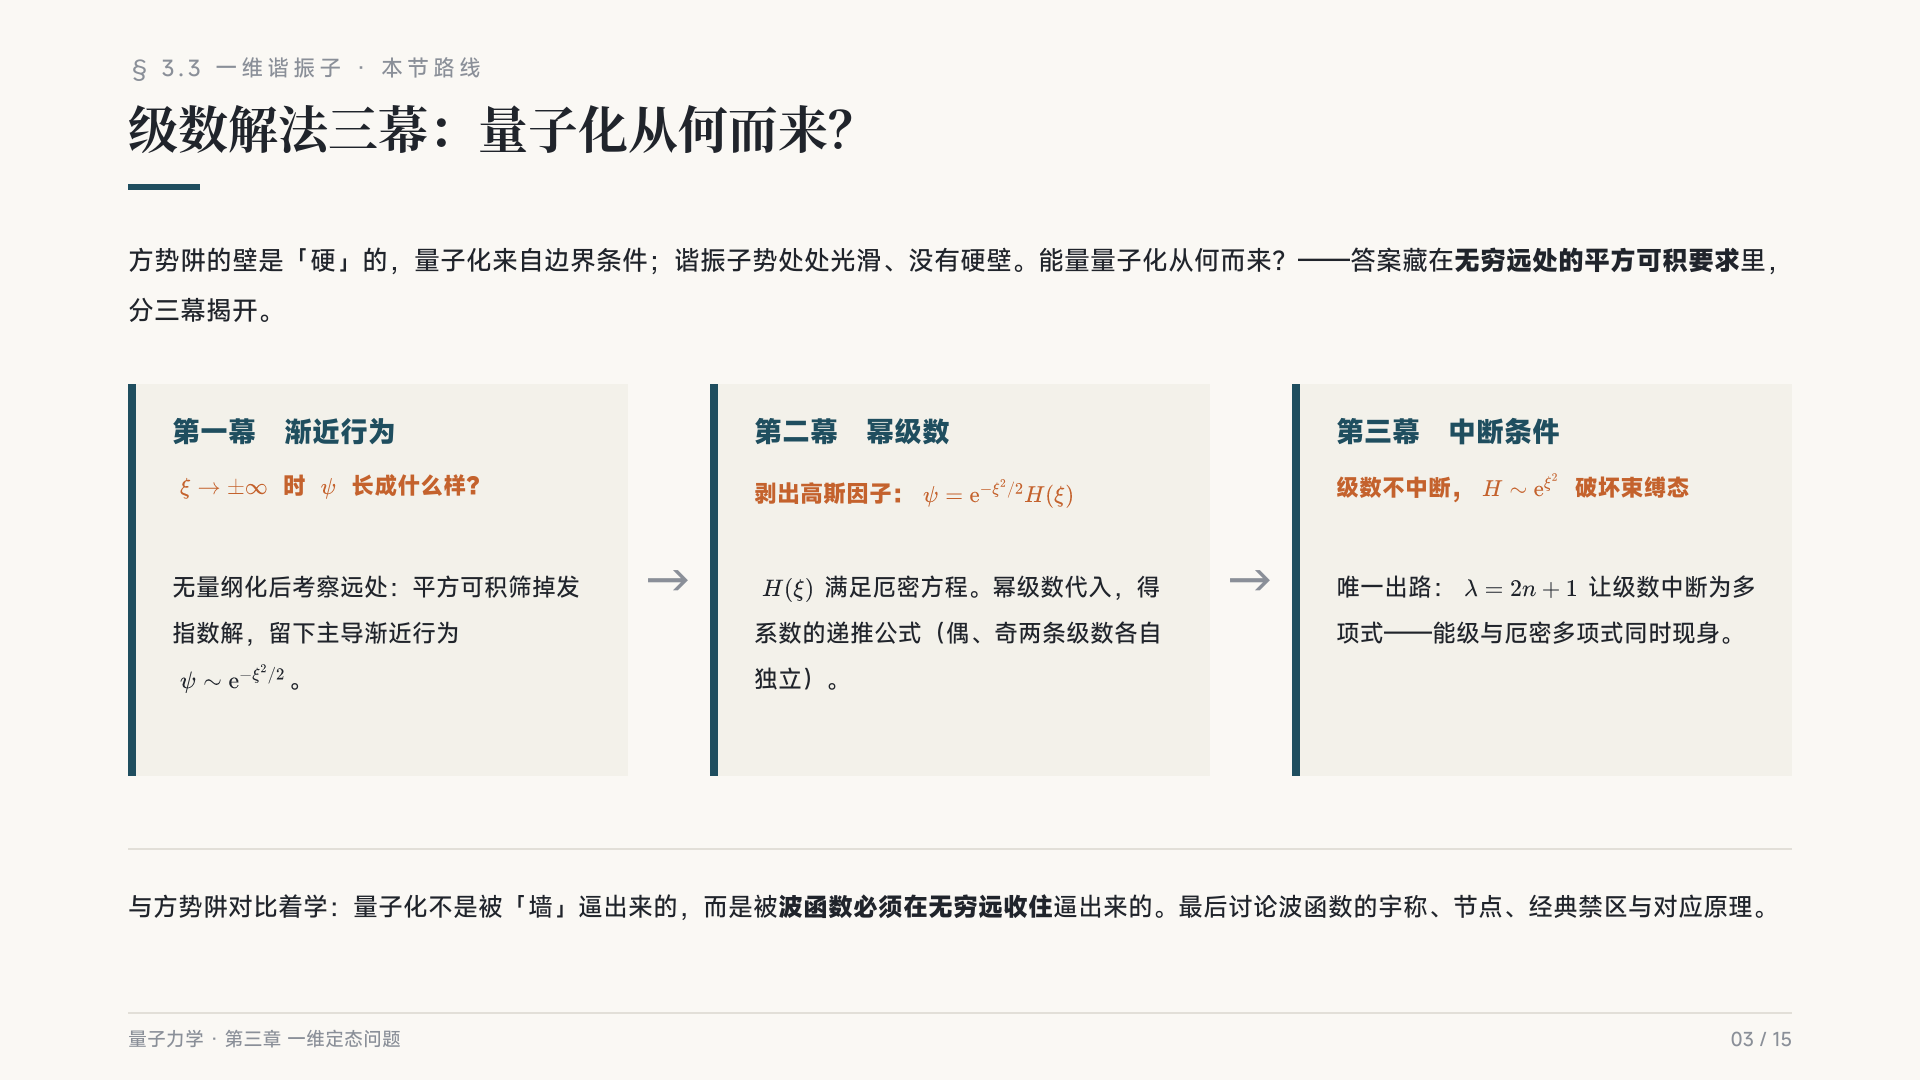 § 3.3 一维谐振子 · 本节路线
级数解法三幕：量子化从何而来？
方势阱的壁是「硬」的，量子化来自边界条件；谐振子势处处光滑、没有硬壁。能量量子化从何而来？——答案藏在无穷远处的平方可积要求里，
分三幕揭开。
第一幕　渐近行为
ξ → ±∞ 时 ψ 长成什么样？
无量纲化后考察远处：平方可积筛掉发
指数解，留下主导渐近行为
ψ ∼ e^{−ξ²/2}。
→
第二幕　幂级数
剥出高斯因子： ψ = e^{−ξ²/2}H(ξ)
H(ξ) 满足厄密方程。幂级数代入，得
系数的递推公式（偶、奇两条级数各自
独立）。
→
第三幕　中断条件
级数不中断， H ∼ e^{ξ²} 破坏束缚态
唯一出路： λ = 2n + 1 让级数中断为多
项式——能级与厄密多项式同时现身。
与方势阱对比着学：量子化不是被「墙」逼出来的，而是被波函数必须在无穷远收住逼出来的。最后讨论波函数的宇称、节点、经典禁区与对应原理。
量子力学 · 第三章 一维定态问题
03 / 15